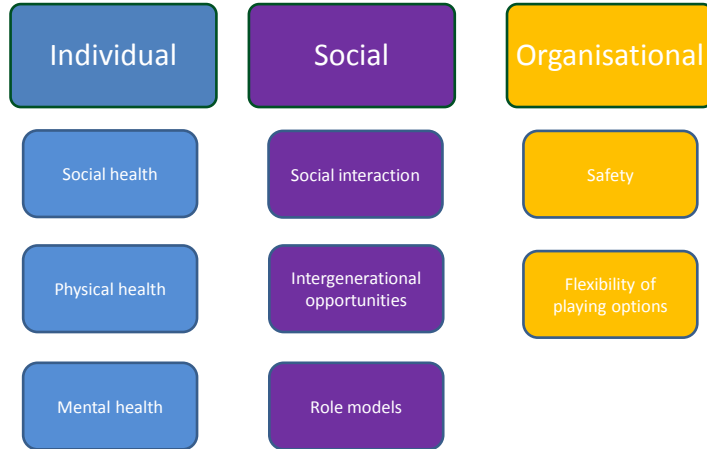 Individual
Social
Organisational
Social health
Social interaction
Safety
Physical health
Intergenerational
opportunities
Flexibility of
playing options
Mental health
Role models